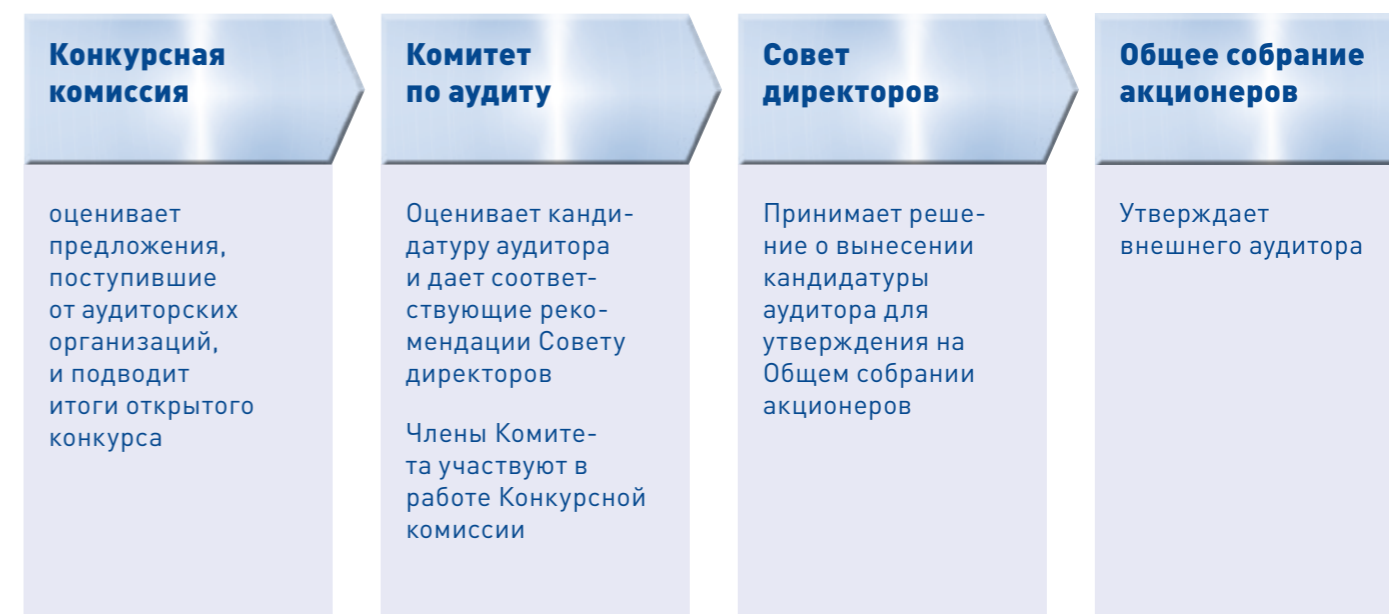 Конкурсная
комиссия
оценивает
предложения,
поступившие
от аудиторских
организаций,
и подводит
итоги открытого
конкурса
Комитет
по аудиту
Оценивает канди-
датуру аудитора
и дает соответ-
ствующие реко-
мендации Совету
директоров
Члены Комите-
та участвуют в
работе Конкурсной
комиссии
Совет
директоров
Принимает реше-
ние о вынесении
кандидатуры
аудитора для
утверждения на
Общем собрании
акционеров
Общее собрание
акционеров
Утверждает
внешнего аудитора